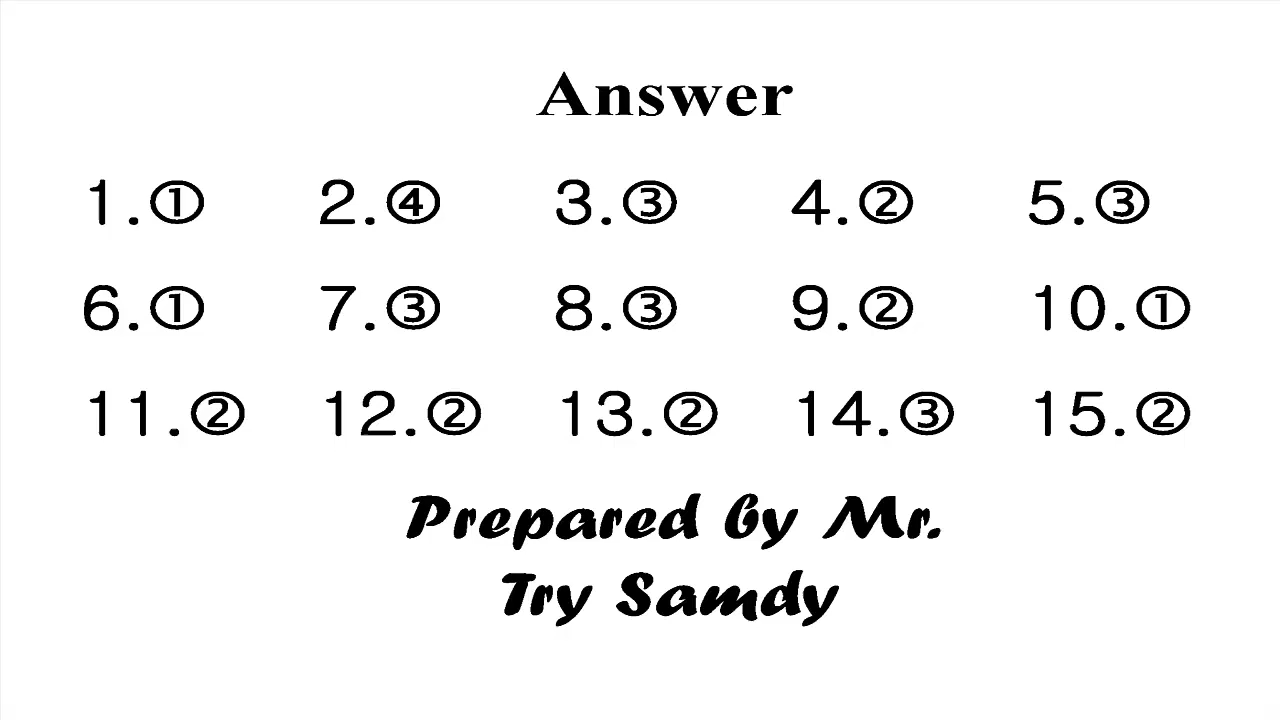 Answer
1.① 2.④ 3.③ 4.② 5.③
6.① 7.③ 8.③ 9.② 10.①
11.② 12.② 13.② 14.③ 15.②
Prepared by Mr.
Try Samdy